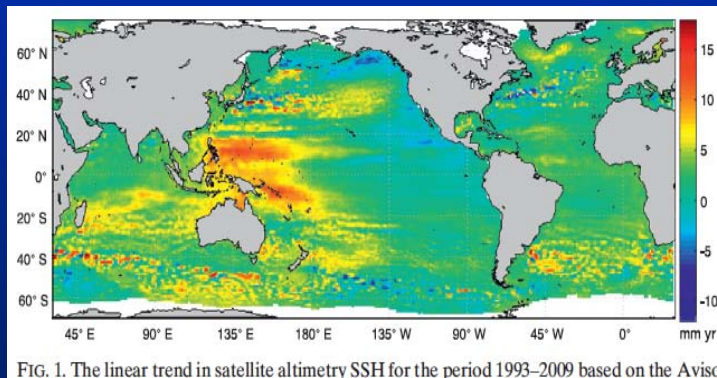 60° N
40° N
20° N
0°
20° S
40° S
60° S
45° E 90° E 135° E 180° E 135° W 90° W 45° W 0°
15
10
5
0
-5
-10
mm yr
FIG. 1. The linear trend in satellite altimetry SSH for the period 1993–2009 based on the Aviso